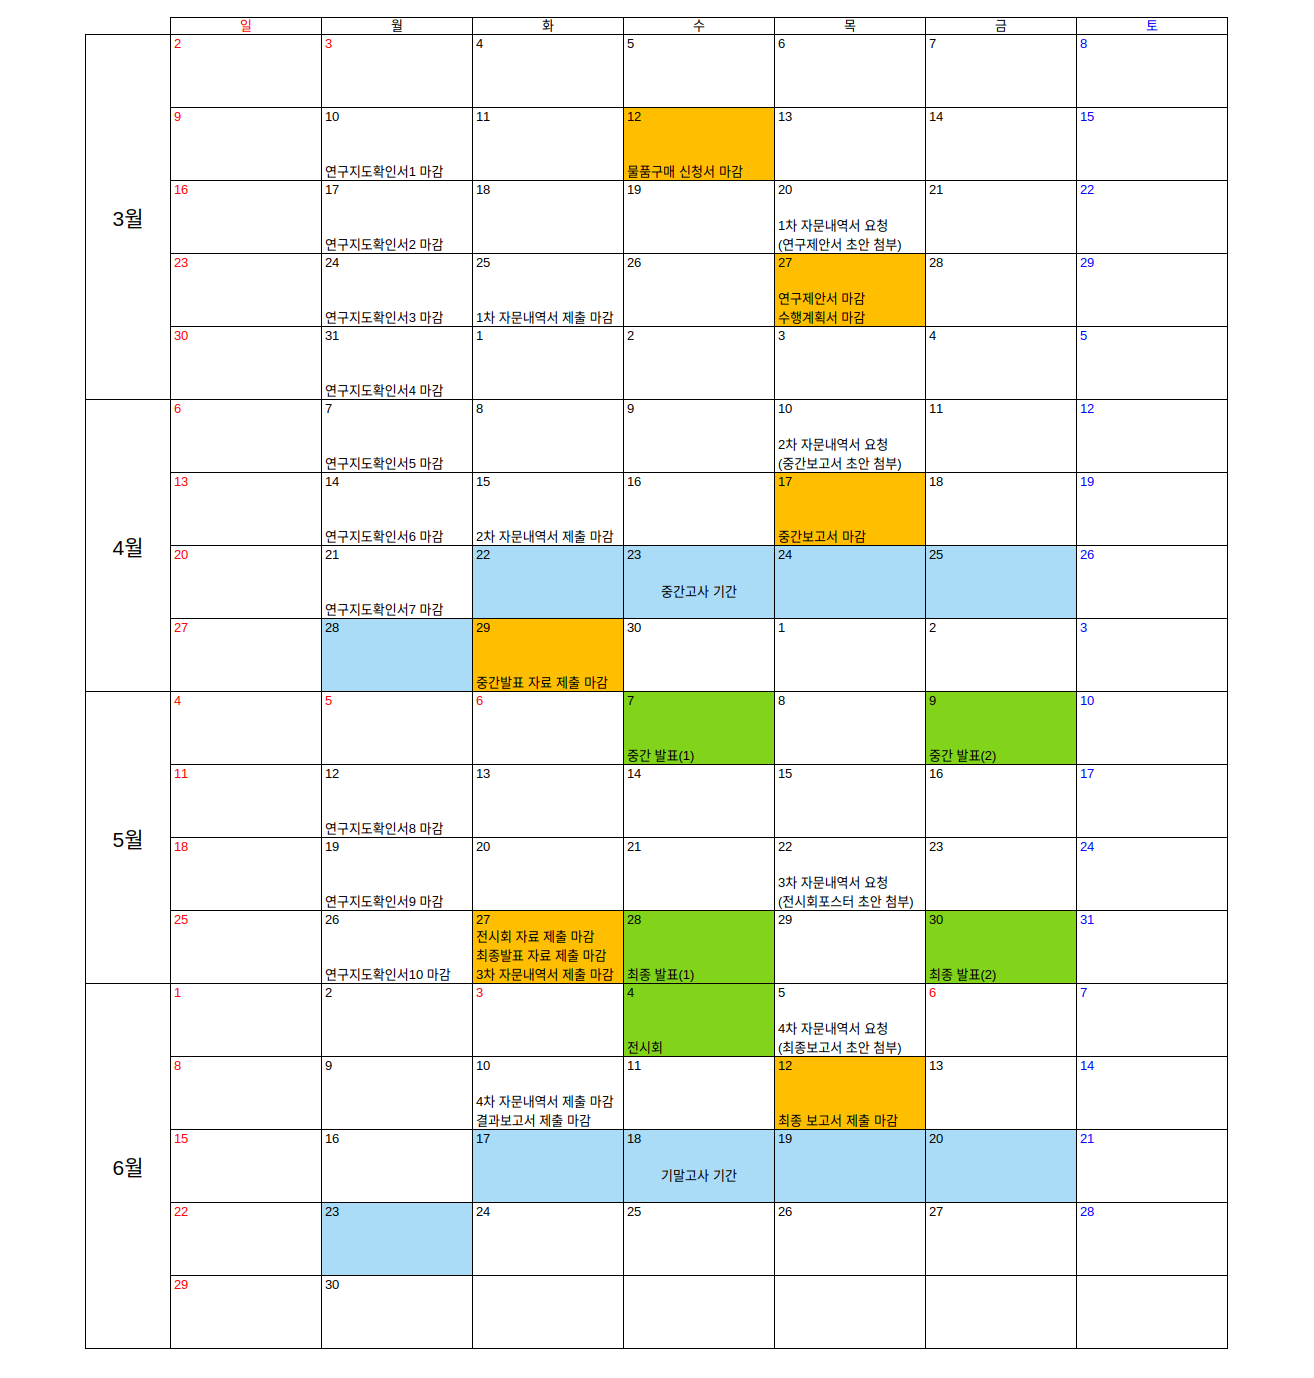 일 월 화 수 목 금 토
3월
2 3 4 5 6 7 8
9 10 11 12 13 14 15
연구지도확인서1 마감 물품구매 신청서 마감
16 17 18 19 20 21 22
1차 자문내역서 요청
연구지도확인서2 마감 (연구제안서 초안 첨부)
23 24 25 26 27 28 29
연구제안서 마감
연구지도확인서3 마감 1차 자문내역서 제출 마감 수행계획서 마감
30 31 1 2 3 4 5
연구지도확인서4 마감
4월
6 7 8 9 10 11 12
2차 자문내역서 요청
연구지도확인서5 마감 (중간보고서 초안 첨부)
13 14 15 16 17 18 19
연구지도확인서6 마감 2차 자문내역서 제출 마감 중간보고서 마감
20 21 22 23 24 25 26
중간고사 기간
연구지도확인서7 마감
27 28 29 30 1 2 3
중간발표 자료 제출 마감
5월
4 5 6 7 8 9 10
중간 발표(1) 중간 발표(2)
11 12 13 14 15 16 17
연구지도확인서8 마감
18 19 20 21 22 23 24
3차 자문내역서 요청
연구지도확인서9 마감 (전시회포스터 초안 첨부)
25 26 27 28 29 30 31
전시회 자료 제출 마감
최종발표 자료 제출 마감
연구지도확인서10 마감 3차 자문내역서 제출 마감 최종 발표(1) 최종 발표(2)
6월
1 2 3 4 5 6 7
4차 자문내역서 요청
전시회 (최종보고서 초안 첨부)
8 9 10 11 12 13 14
4차 자문내역서 제출 마감
결과보고서 제출 마감 최종 보고서 제출 마감
15 16 17 18 19 20 21
기말고사 기간
22 23 24 25 26 27 28
29 30